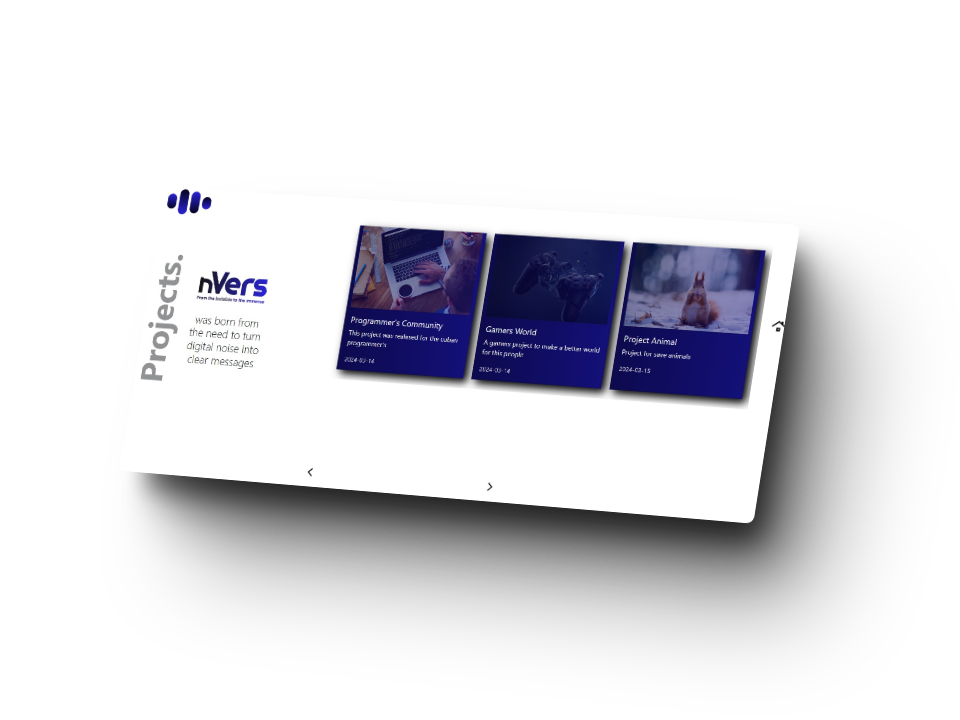 Projects.
nVers
From the invisible to the immense
was born from
the need to turn
digital noise into
clear messages
Programmer's Community
This project was realised for the cuban
programmer's
2024-03-14
Gamers World
A gamers project to make a better world
for this people
2024-03-14
Project Animal
Project for save animals
2024-03-15